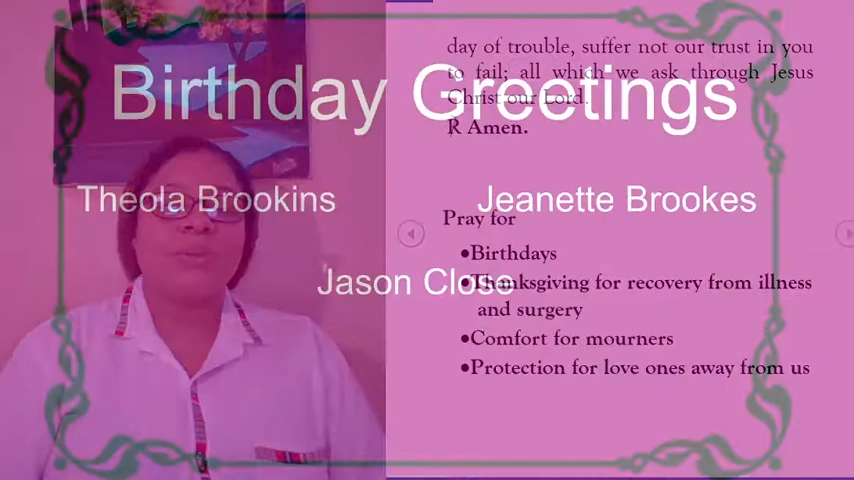 day of trouble, suffer not our trust in you
to fail; all which we ask through Jesus
Christ our Lord.
℟ Amen.
Birthday Greetings
Theola Brookins
Jeanette Brookes
Jason Close
Pray for
•Birthdays
•Thanksgiving for recovery from illness
and surgery
•Comfort for mourners
•Protection for love ones away from us